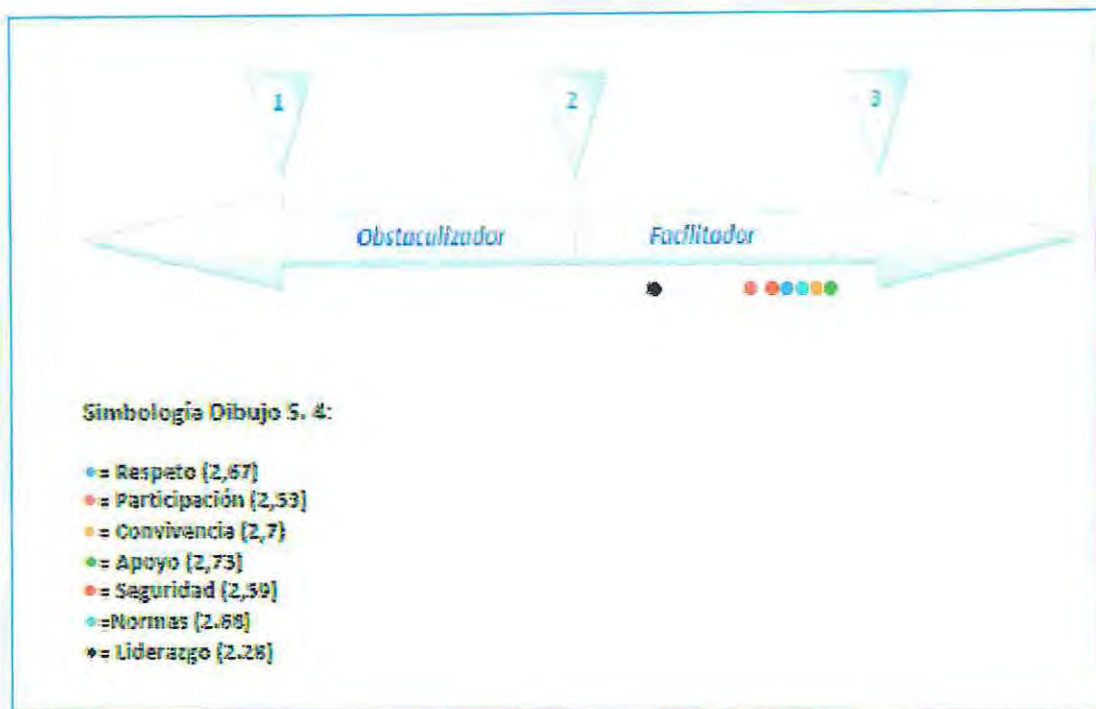 1 2 3
Obstaculizador Facilitador
Simbología Dibujo 5. 4:
= Respeto (2,67)
= Participación (2,53)
= Convivencia (2,7)
= Apoyo (2,73)
= Seguridad (2,59)
=Normas (2.68)
= Liderazgo (2.28)